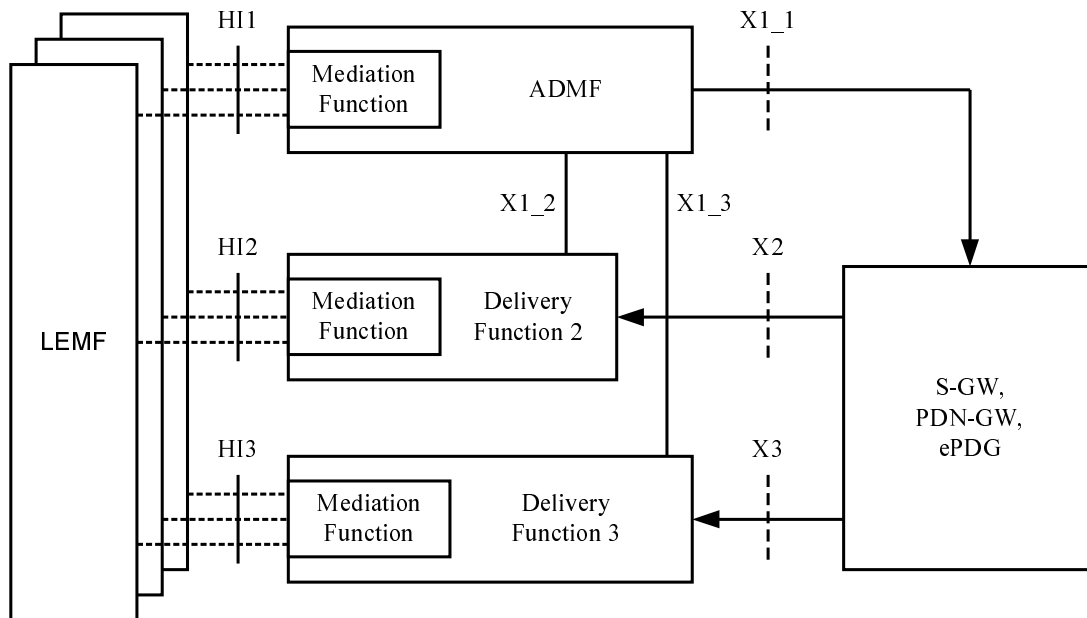 HI1
X1_1
Mediation
Function
ADMF
X1_2
X1_3
HI2
X2
LEMF
Mediation
Function
Delivery
Function 2
S-GW,
PDN-GW,
ePDG
HI3
X3
Mediation
Function
Delivery
Function 3